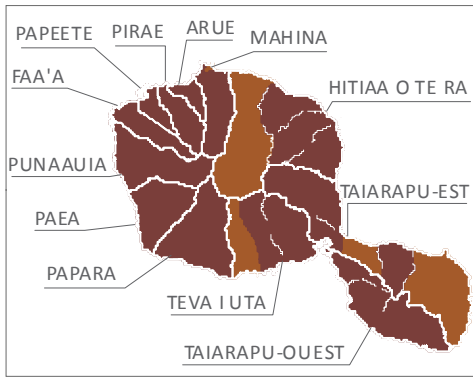 PAPEETE
PIRAE
ARUE
MAHINA
FAA'A
HITIAA O TE RA
PUNAAUIA
TAIARAPU-EST
PAEA
PAPARA
TEVA I UTA
TAIARAPU-OUEST